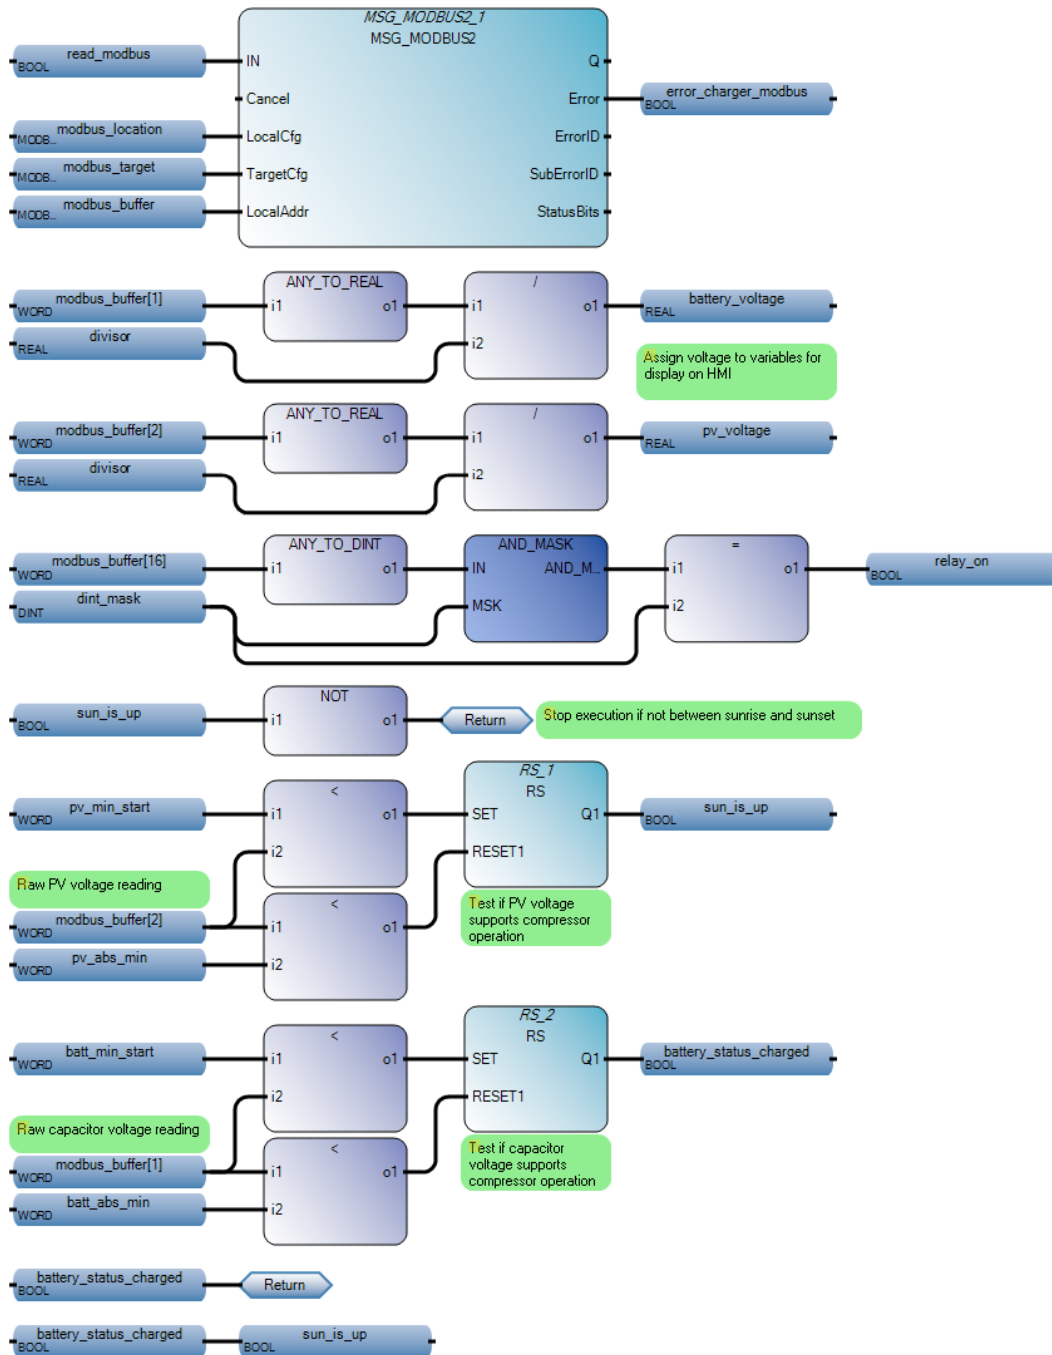 MSG_MODBUS2_1
MSG_MODBUS2
read_modbus
BOOL
IN
Q
Cancel
Error
error_charger_modbus
BOOL
modbus_location
MODB...
LocalCfg
ErrorID
modbus_target
MODB...
TargetCfg
SubErrorID
modbus_buffer
MODB...
LocalAddr
StatusBits
ANY_TO_REAL
/
modbus_buffer[1]
WORD
i1
o1
i1
o1
battery_voltage
REAL
divisor
REAL
i2
Assign voltage to variables for
display on HMI
ANY_TO_REAL
/
modbus_buffer[2]
WORD
i1
o1
i1
o1
pv_voltage
REAL
divisor
REAL
i2
ANY_TO_DINT
AND_MASK
=
modbus_buffer[16]
WORD
i1
o1
IN
AND_M...
i1
o1
relay_on
BOOL
dint_mask
DINT
MSK
i2
NOT
sun_is_up
BOOL
i1
o1
Return
Stop execution if not between sunrise and sunset
RS_1
RS
<
pv_min_start
WORD
i1
o1
SET
Q1
sun_is_up
BOOL
i2
RESET1
Raw PV voltage reading
<
Test if PV voltage
supports compressor
operation
modbus_buffer[2]
WORD
i1
o1
pv_abs_min
WORD
i2
RS_2
RS
<
batt_min_start
WORD
i1
o1
SET
Q1
battery_status_charged
BOOL
i2
RESET1
Raw capacitor voltage reading
<
Test if capacitor
voltage supports
compressor operation
modbus_buffer[1]
WORD
i1
o1
batt_abs_min
WORD
i2
battery_status_charged
BOOL
Return
battery_status_charged
BOOL
sun_is_up
BOOL